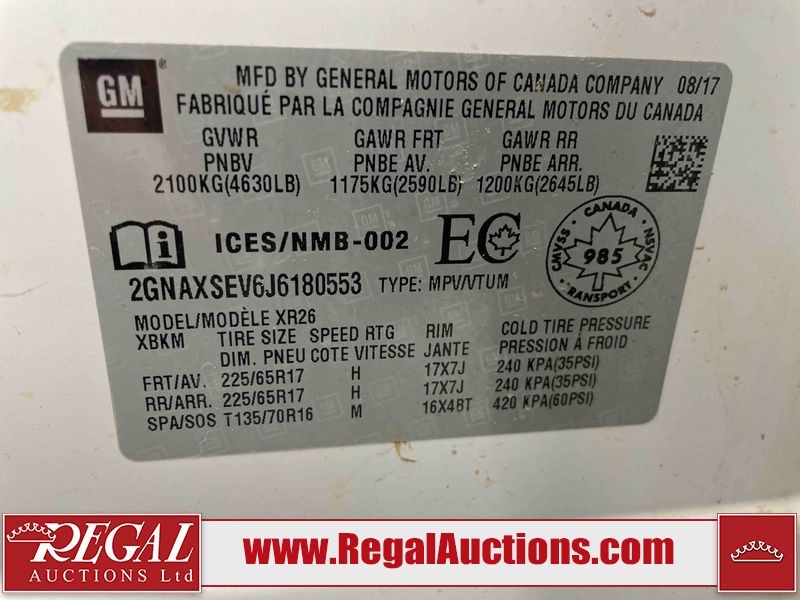 GM
®
MFD BY GENERAL MOTORS OF CANADA COMPANY 08/17
FABRIQUÉ PAR LA COMPAGNIE GENERAL MOTORS DU CANADA
GVWR GAWR FRT GAWR RR
PNBV PNBE AV. PNBE ARR.
2100KG(4630LB) 1175KG(2590LB) 1200KG(2645LB)
i ICES/NMB-002 EC
CANADA
CMVSS 985 NSVAC
TRANSPORT
2GNAXSEV6J6180553 TYPE: MPV/VTUM
MODEL/MODÈLE XR26
XBKM TIRE SIZE SPEED RTG RIM COLD TIRE PRESSURE
DIM. PNEU COTE VITESSE JANTE PRESSION À FROID
FRT/AV. 225/65R17 H 17X7J 240 KPA(35PSI)
RR/ARR. 225/65R17 H 17X7J 240 KPA(35PSI)
SPA/SOS T135/70R16 M 16X4BT 420 KPA(60PSI)
REGAL
AUCTIONS Ltd
www.RegalAuctions.com